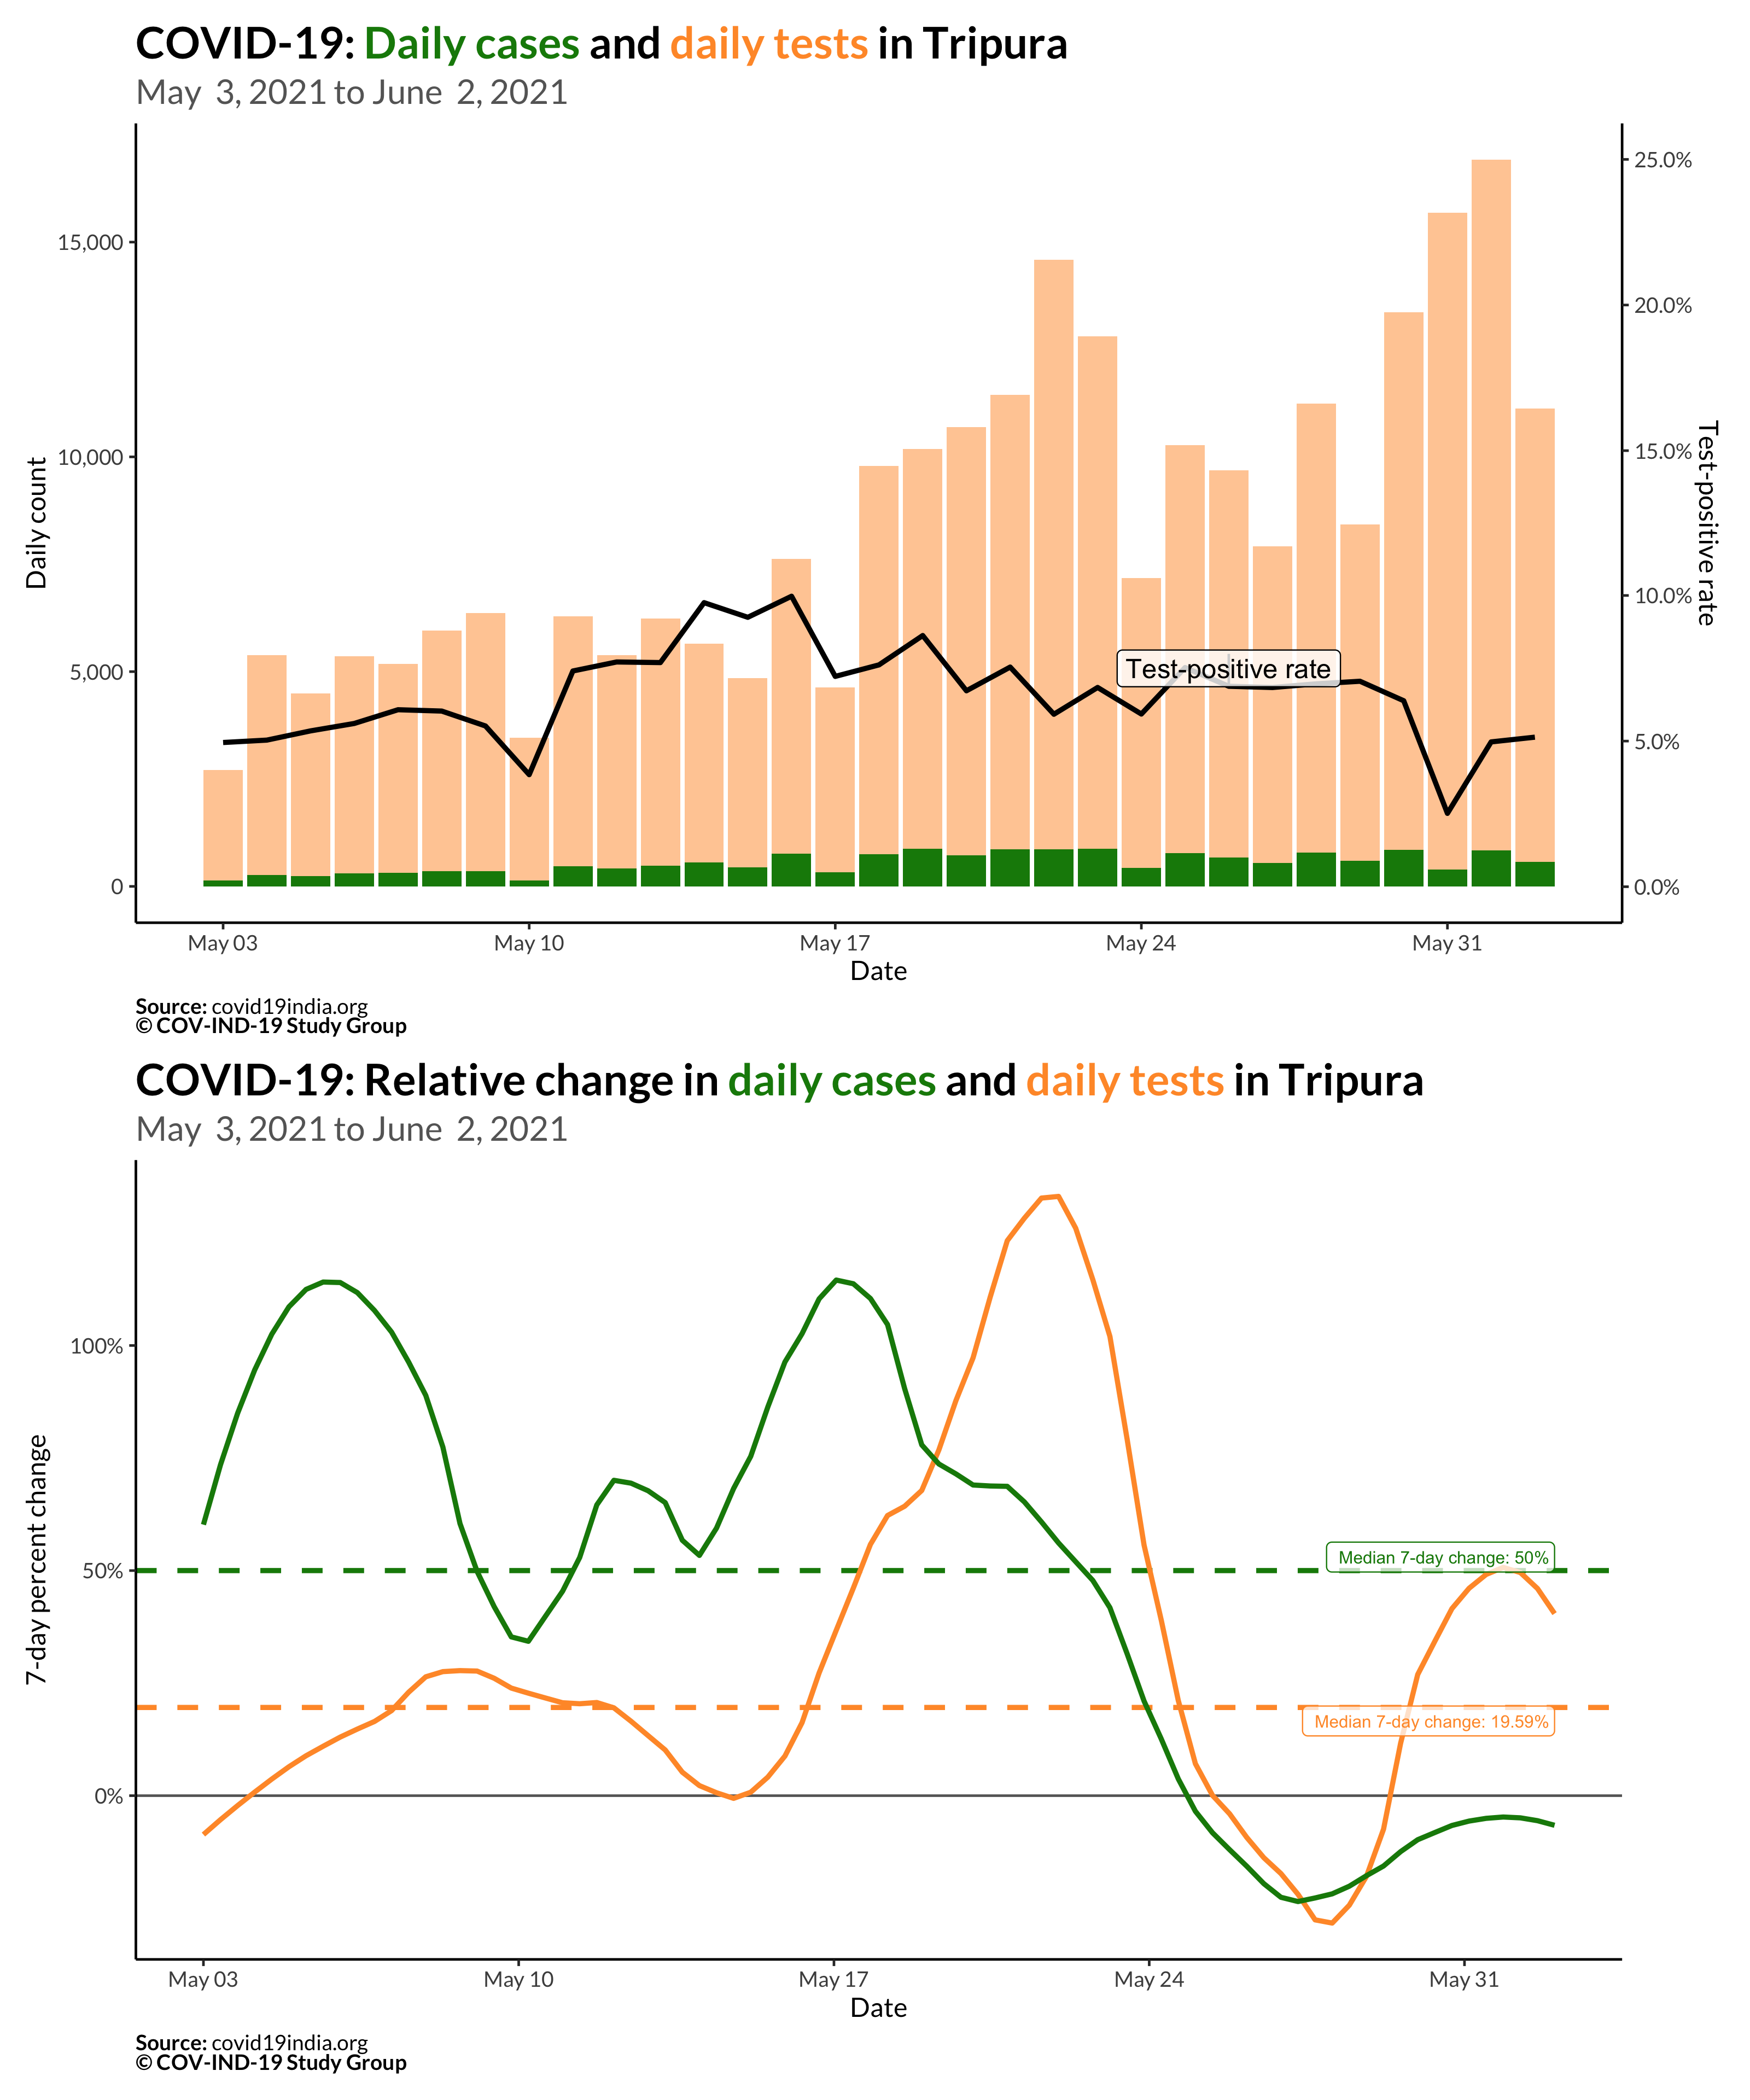 COVID-19: Daily cases and daily tests in Tripura
May 3, 2021 to June 2, 2021
15,000
10,000
5,000
0
Daily count
25.0%
20.0%
15.0%
10.0%
5.0%
0.0%
Test-positive rate
Test-positive rate
May 03
May 10
May 17
May 24
May 31
Date
Source: covid19india.org
© COV-IND-19 Study Group
COVID-19: Relative change in daily cases and daily tests in Tripura
May 3, 2021 to June 2, 2021
100%
50%
0%
7-day percent change
Median 7-day change: 50%
Median 7-day change: 19.59%
May 03
May 10
May 17
May 24
May 31
Date
Source: covid19india.org
© COV-IND-19 Study Group